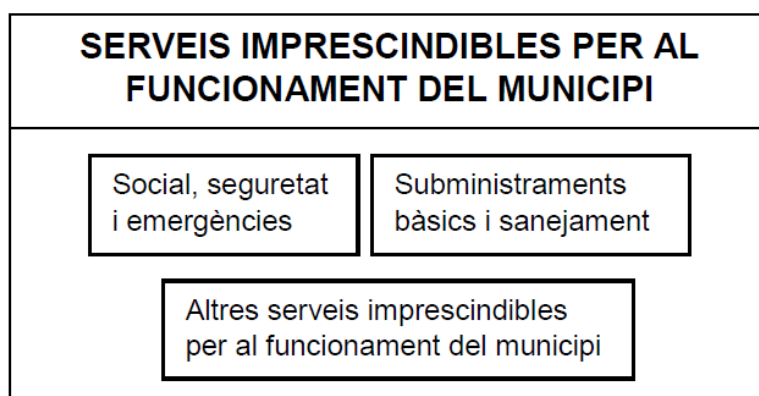 SERVEIS IMPRESCINDIBLES PER AL
FUNCIONAMENT DEL MUNICIPI
Social, seguretat
i emergències
Subministraments
bàsics i sanejament
Altres serveis imprescindibles
per al funcionament del municipi